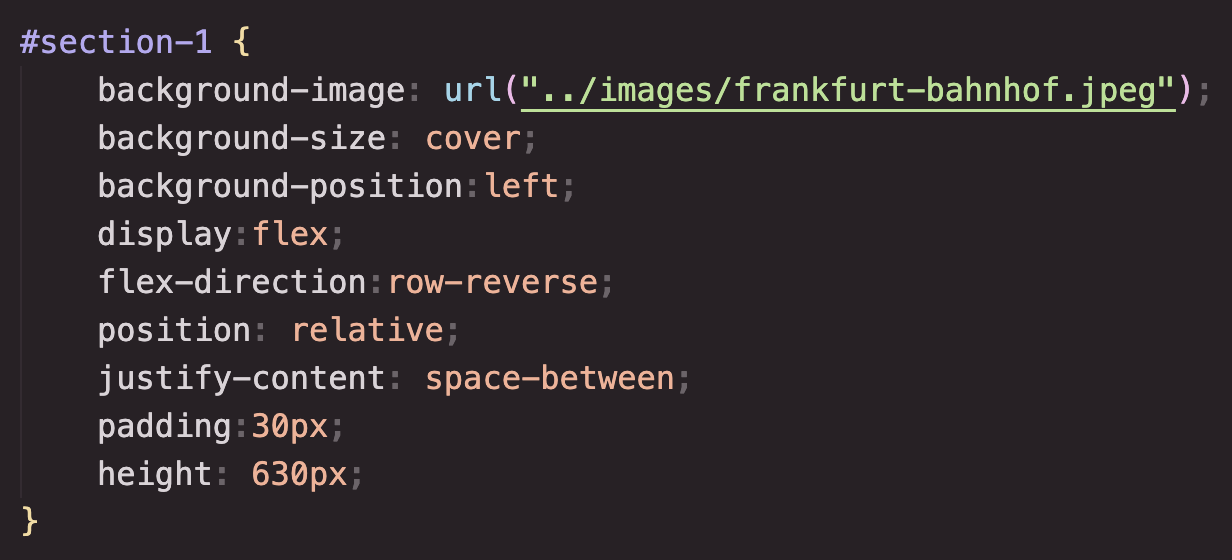 #section-1 {
    background-image: url("../images/frankfurt-bahnhof.jpeg");
    background-size: cover;
    background-position:left;
    display:flex;
    flex-direction:row-reverse;
    position: relative;
    justify-content: space-between;
    padding:30px;
    height: 630px;
}